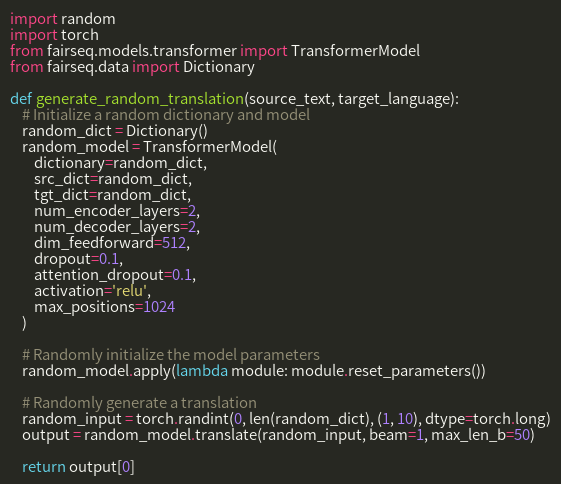 import random
import torch
from fairseq.models.transformer import TransformerModel
from fairseq.data import Dictionary

def generate_random_translation(source_text, target_language):
    # Initialize a random dictionary and model
    random_dict = Dictionary()
    random_model = TransformerModel(
        dictionary=random_dict,
        src_dict=random_dict,
        tgt_dict=random_dict,
        num_encoder_layers=2,
        num_decoder_layers=2,
        dim_feedforward=512,
        dropout=0.1,
        attention_dropout=0.1,
        activation='relu',
        max_positions=1024
    )

    # Randomly initialize the model parameters
    random_model.apply(lambda module: module.reset_parameters())

    # Randomly generate a translation
    random_input = torch.randint(0, len(random_dict), (1, 10), dtype=torch.long)
    output = random_model.translate(random_input, beam=1, max_len_b=50)

    return output[0]